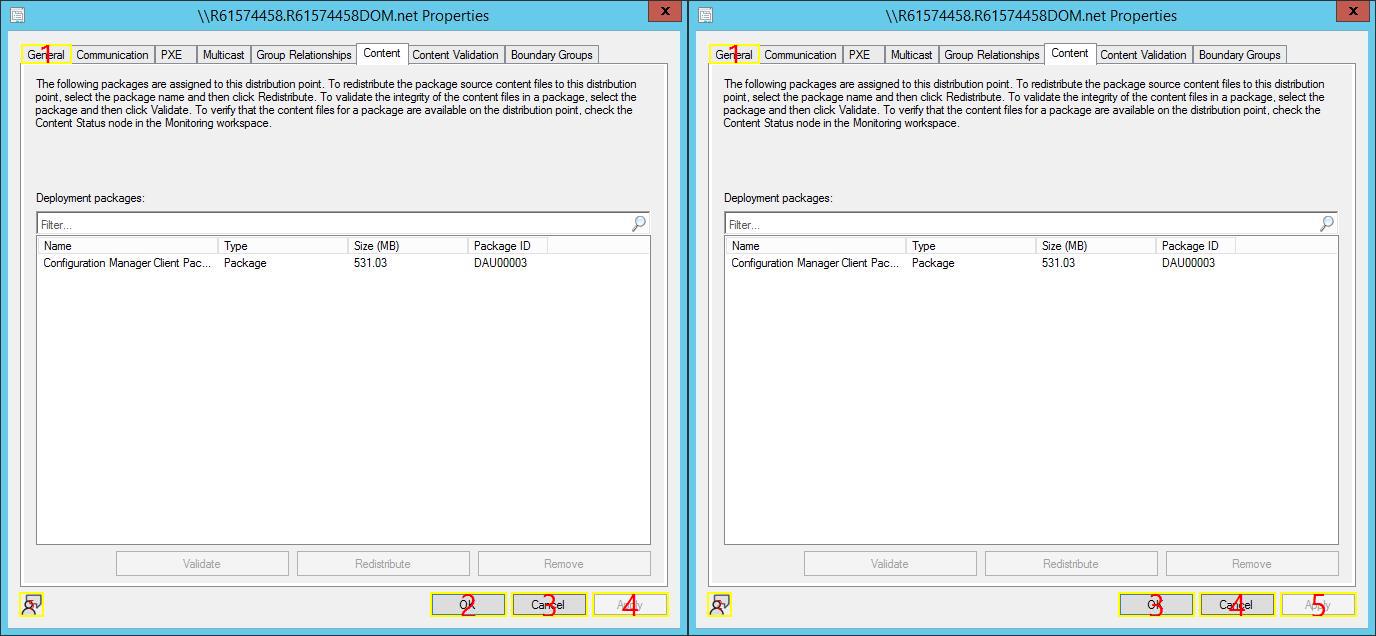 \\R61574458.R61574458DOM.net Properties
x
General Communication PXE Multicast Group Relationships Content Content Validation Boundary Groups
1
The following packages are assigned to this distribution point. To redistribute the package source content files to this distribution
point, select the package name and then click Redistribute. To validate the integrity of the content files in a package, select the
package and then click Validate. To verify that the content files for a package are available on the distribution point, check the
Content Status node in the Monitoring workspace.
Deployment packages:
Filter...
Name Type Size (MB) Package ID
Configuration Manager Client Pac... Package 531.03 DAU00003
Validate Redistribute Remove
OK Cancel Apply
2 3 4
\\R61574458.R61574458DOM.net Properties
x
General Communication PXE Multicast Group Relationships Content Content Validation Boundary Groups
1
The following packages are assigned to this distribution point. To redistribute the package source content files to this distribution
point, select the package name and then click Redistribute. To validate the integrity of the content files in a package, select the
package and then click Validate. To verify that the content files for a package are available on the distribution point, check the
Content Status node in the Monitoring workspace.
Deployment packages:
Filter...
Name Type Size (MB) Package ID
Configuration Manager Client Pac... Package 531.03 DAU00003
Validate Redistribute Remove
OK Cancel Apply
3 4 5